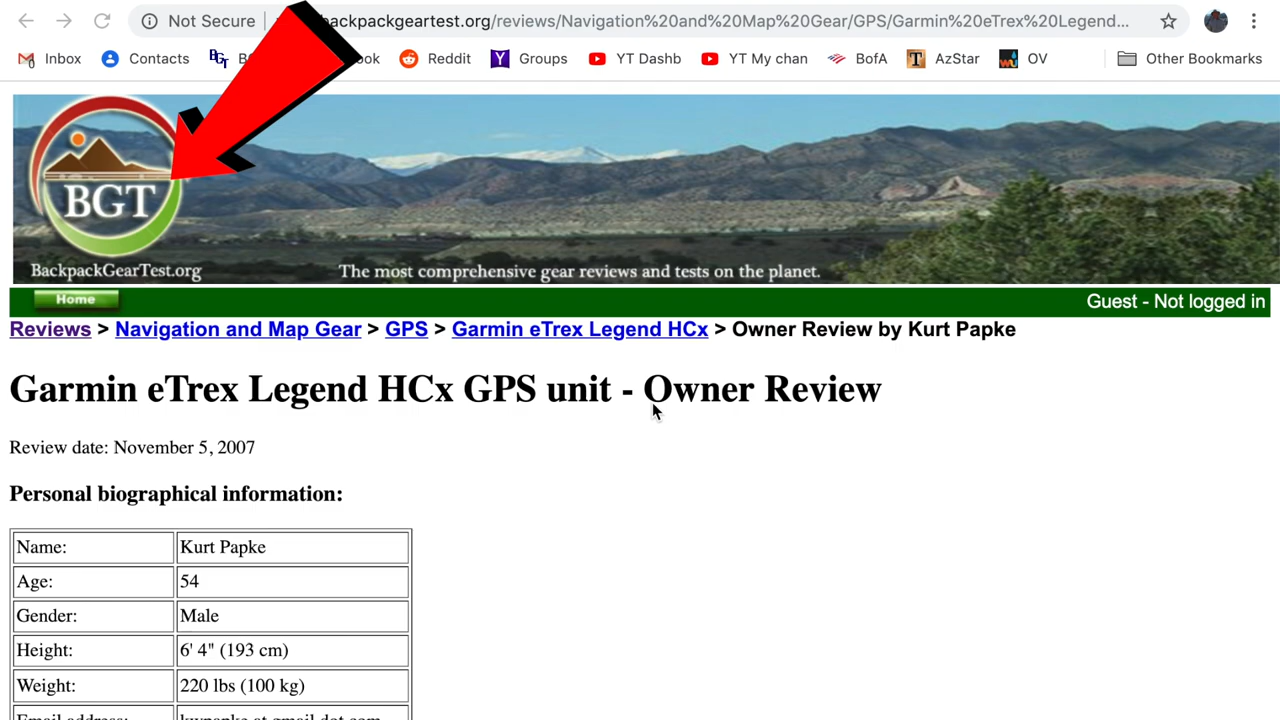 Not Secure backpackgeartest.org/reviews/Navigation%20and%20Map%20Gear/GPS/Garmin%20eTrex%20Legend...
Inbox Contacts Reddit Groups YT Dashb YT My chan BofA AzStar OV Other Bookmarks
BGT
BackpackGearTest.org The most comprehensive gear reviews and tests on the planet.
Home Guest - Not logged in
Reviews > Navigation and Map Gear > GPS > Garmin eTrex Legend HCx > Owner Review by Kurt Papke
Garmin eTrex Legend HCx GPS unit - Owner Review
Review date: November 5, 2007
Personal biographical information:
Name: Kurt Papke
Age: 54
Gender: Male
Height: 6' 4" (193 cm)
Weight: 220 lbs (100 kg)
Email address: kwpapke at gmail dot com